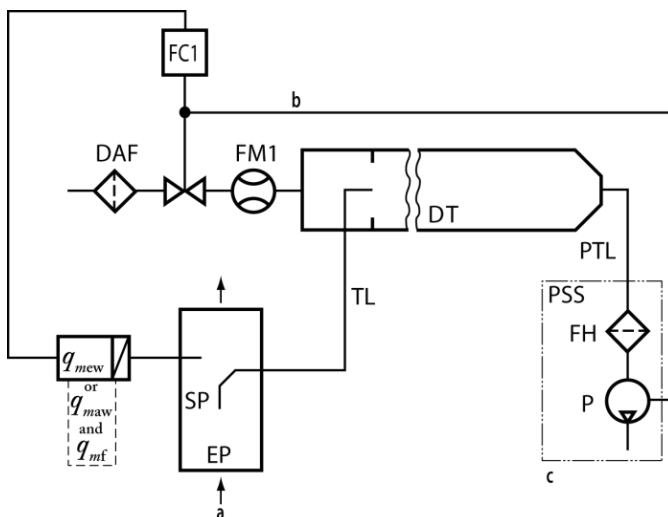 FC1
b
DAF
FM1
DT
PTL
TL
PSS
FH
q_mew
or
q_maw
and
q_mf
SP
P
EP
c
a